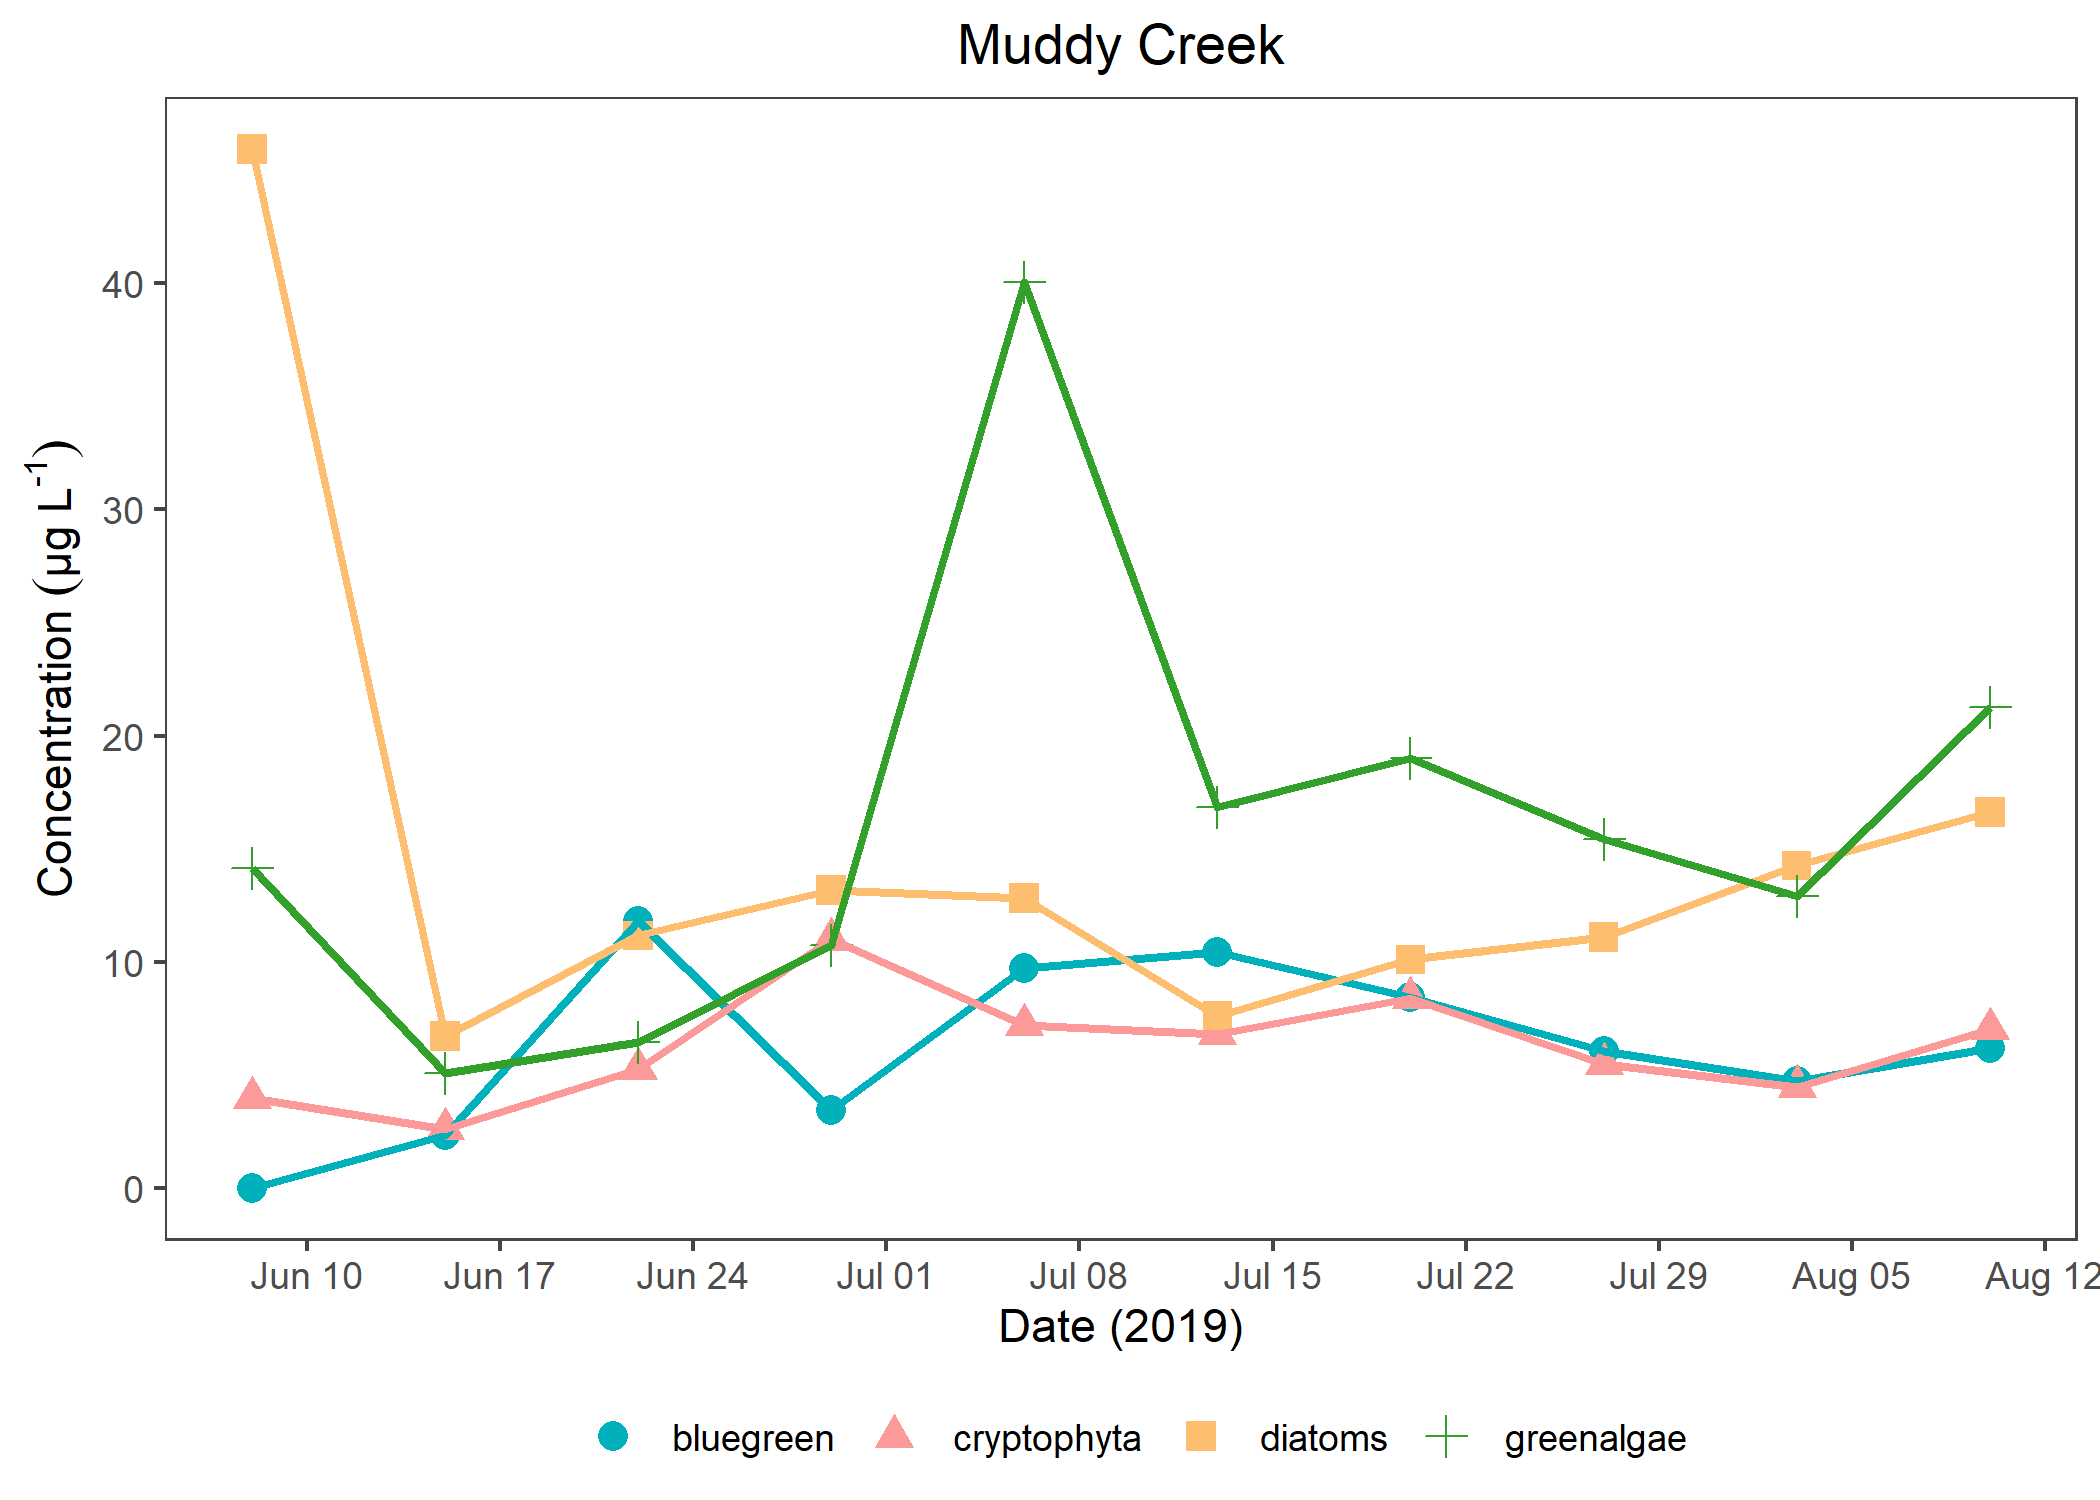 Muddy Creek
Concentration (µg L⁻¹)
40
30
20
10
0
Jun 10 Jun 17 Jun 24 Jul 01 Jul 08 Jul 15 Jul 22 Jul 29 Aug 05 Aug 12
Date (2019)
bluegreen cryptophyta diatoms greenalgae